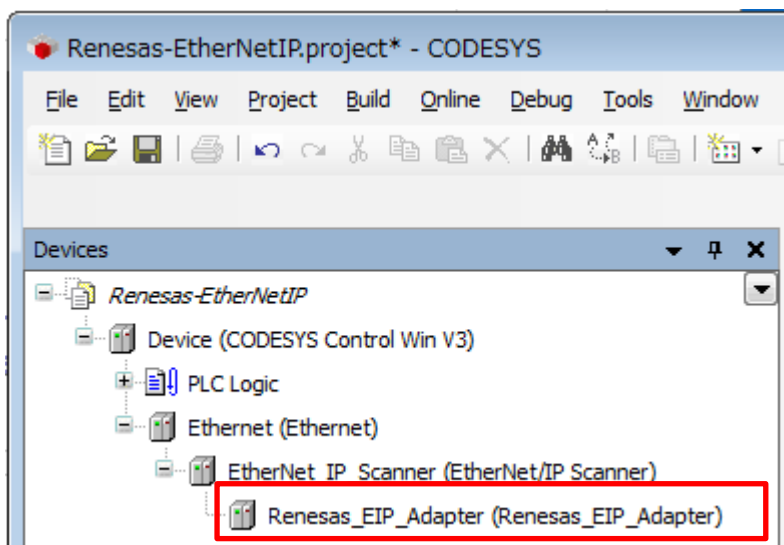 Renesas-EtherNetIP.project* - CODESYS
File Edit View Project Build Online Debug Tools Window
Devices
Renesas-EtherNetIP
Device (CODESYS Control Win V3)
PLC Logic
Ethernet (Ethernet)
EtherNet_IP_Scanner (EtherNet/IP Scanner)
Renesas_EIP_Adapter (Renesas_EIP_Adapter)